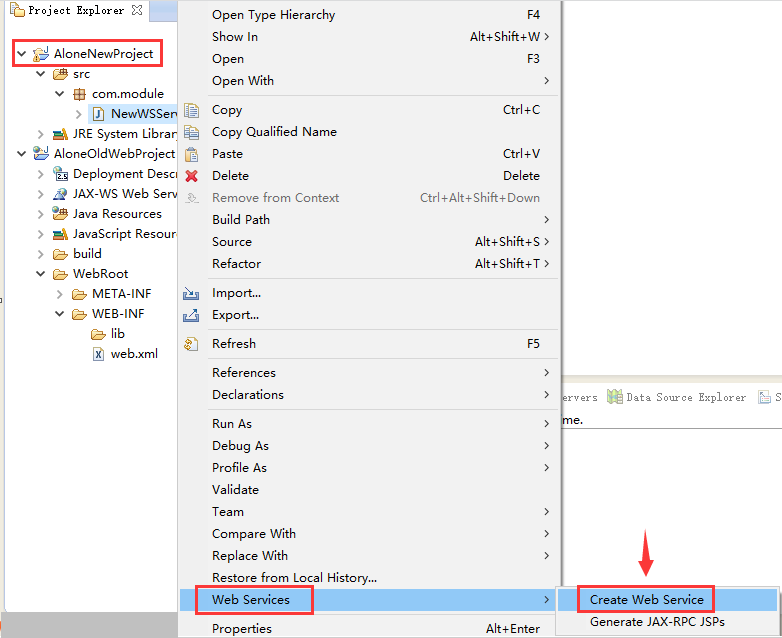 Project Explorer
AloneNewProject
src
com.module
NewWSServ
JRE System Library
AloneOldWebProject
Deployment Descr
2.5
JAX-WS Web Serv
Java Resources
JavaScript Resour
build
WebRoot
META-INF
WEB-INF
lib
web.xml
Open Type Hierarchy F4
Show In Alt+Shift+W
Open F3
Open With
Copy Ctrl+C
Copy Qualified Name
Paste Ctrl+V
Delete Delete
Remove from Context Ctrl+Alt+Shift+Down
Build Path
Source Alt+Shift+S
Refactor Alt+Shift+T
Import...
Export...
Refresh F5
References
Declarations
Run As
Debug As
Profile As
Validate
Team
Compare With
Replace With
Restore from Local History...
Web Services
Properties Alt+Enter
ervers Data Source Explorer S
me.
Create Web Service
Generate JAX-RPC JSPs